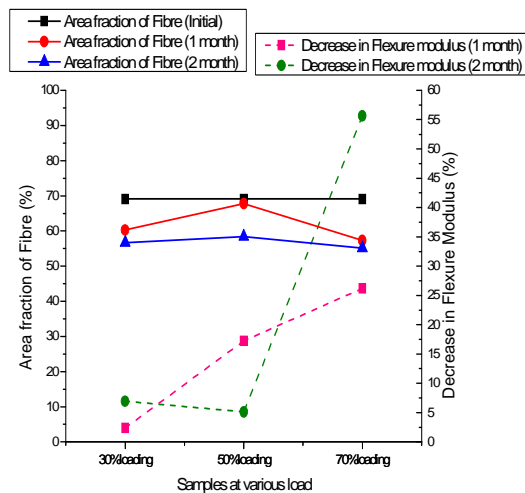 Area fraction of Fibre (Initial)
Area fraction of Fibre (1 month)
Area fraction of Fibre (2 month)
Decrease in Flexure modulus (1 month)
Decrease in Flexure modulus (2 month)
100
90
80
70
60
50
40
30
20
10
0
Area fraction of Fibre (%)
60
55
50
45
40
35
30
25
20
15
10
5
0
Decrease in Flexure Modulus (%)
30%loading
50%loading
70%loading
Samples at various load